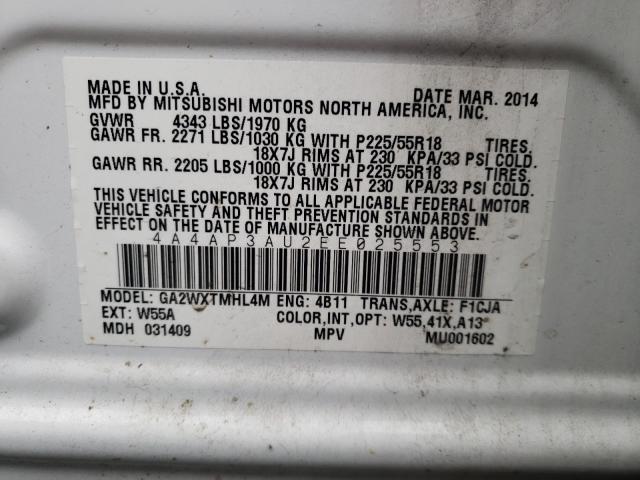 MADE IN U.S.A. DATE MAR. 2014
MFD BY MITSUBISHI MOTORS NORTH AMERICA, INC.
GVWR 4343 LBS/1970 KG
GAWR FR. 2271 LBS/1030 KG WITH P225/55R18 TIRES.
18X7J RIMS AT 230 KPA/33 PSI COLD.
GAWR RR. 2205 LBS/1000 KG WITH P225/55R18 TIRES.
18X7J RIMS AT 230 KPA/33 PSI COLD.
THIS VEHICLE CONFORMS TO ALL APPLICABLE FEDERAL MOTOR
VEHICLE SAFETY AND THEFT PREVENTION STANDARDS IN
EFFECT ON THE DATE OF MANUFACTURE SHOWN ABOVE.
4A4AP3AU2EE025553
MODEL: GA2WXTMHL4M ENG: 4B11 TRANS,AXLE: F1CJA
EXT: W55A COLOR,INT,OPT: W55,41X,A13
MDH 031409 MPV MU001602